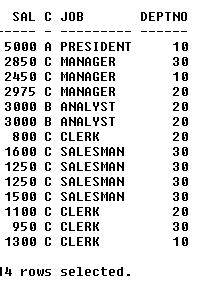 SAL C JOB DEPTNO
----- - --------- ------
5000 A PRESIDENT 10
2850 C MANAGER 30
2450 C MANAGER 10
2975 C MANAGER 20
3000 B ANALYST 20
3000 B ANALYST 20
800 C CLERK 20
1600 C SALESMAN 30
1250 C SALESMAN 30
1250 C SALESMAN 30
1500 C SALESMAN 30
1100 C CLERK 20
950 C CLERK 30
1300 C CLERK 10
14 rows selected.